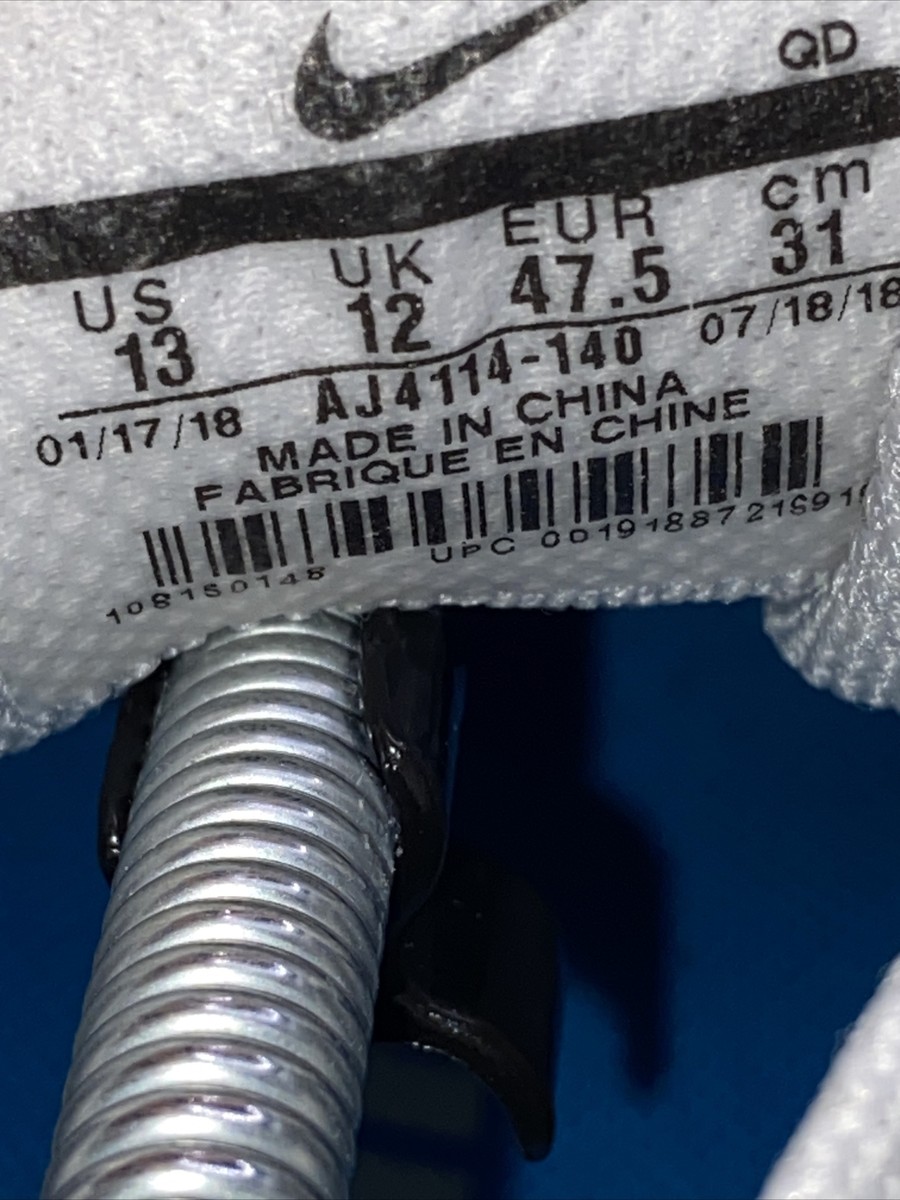 QD
US UK EUR cm
13 12 47.5 31
01/17/18 AJ4114-140 07/18/18
MADE IN CHINA
FABRIQUE EN CHINE
UPC